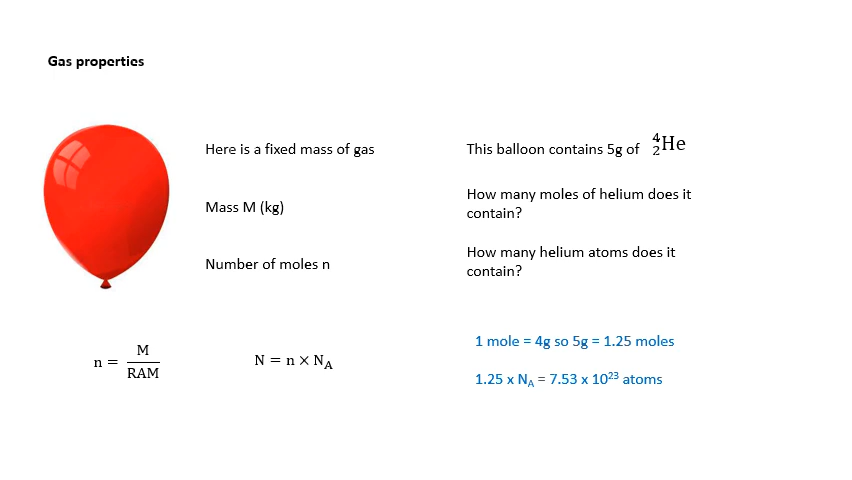 Gas properties
Here is a fixed mass of gas
Mass M (kg)
Number of moles n
This balloon contains 5g of ⁴₂He
How many moles of helium does it
contain?
How many helium atoms does it
contain?
n = M / RAM
N = n × N_A
1 mole = 4g so 5g = 1.25 moles
1.25 x N_A = 7.53 x 10²³ atoms